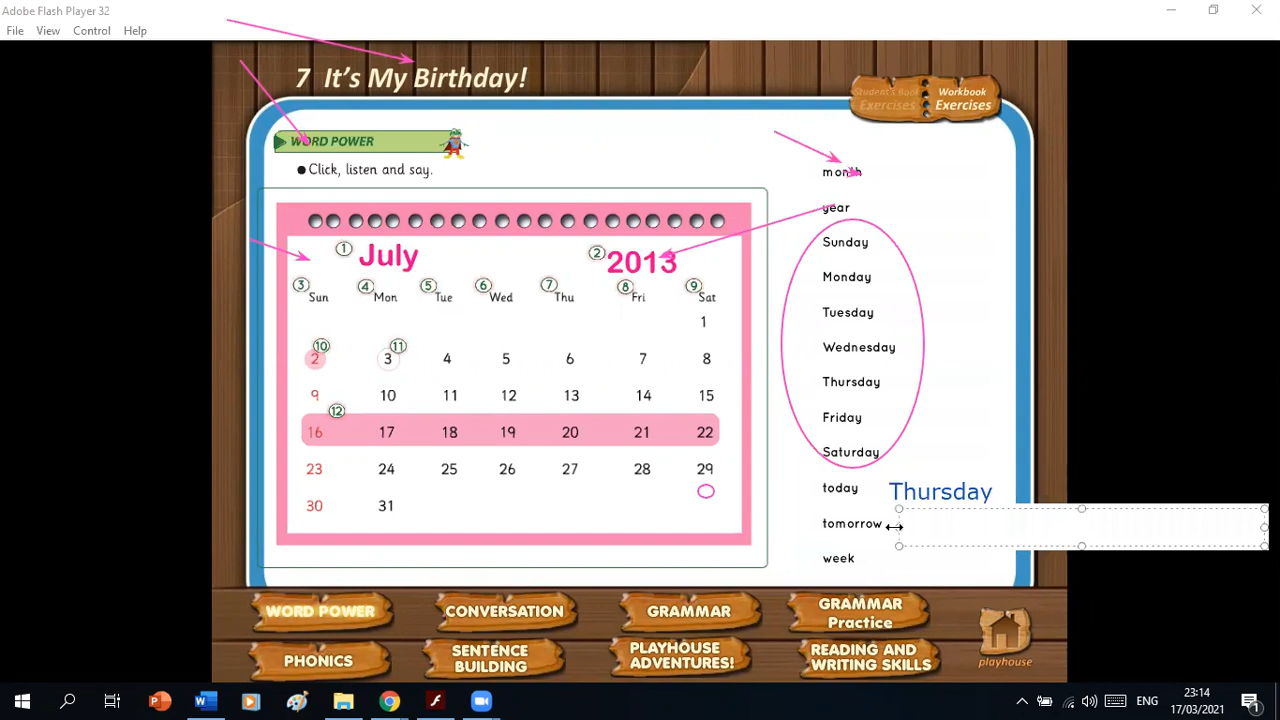 Adobe Flash Player 32
File View Control Help
7 It's My Birthday!
Student's Book Exercises
Workbook Exercises
WORD POWER
Click, listen and say.
1 July 2 2013
3 Sun 4 Mon 5 Tue 6 Wed 7 Thu 8 Fri 9 Sat
1
10 11
2 3 4 5 6 7 8
9 10 11 12 13 14 15
12
16 17 18 19 20 21 22
23 24 25 26 27 28 29
30 31
month
year
Sunday
Monday
Tuesday
Wednesday
Thursday
Friday
Saturday
today Thursday
tomorrow
week
WORD POWER
CONVERSATION
GRAMMAR
GRAMMAR
Practice
PHONICS
SENTENCE
BUILDING
PLAYHOUSE
ADVENTURES!
READING AND
WRITING SKILLS
playhouse
ENG
23:14
17/03/2021